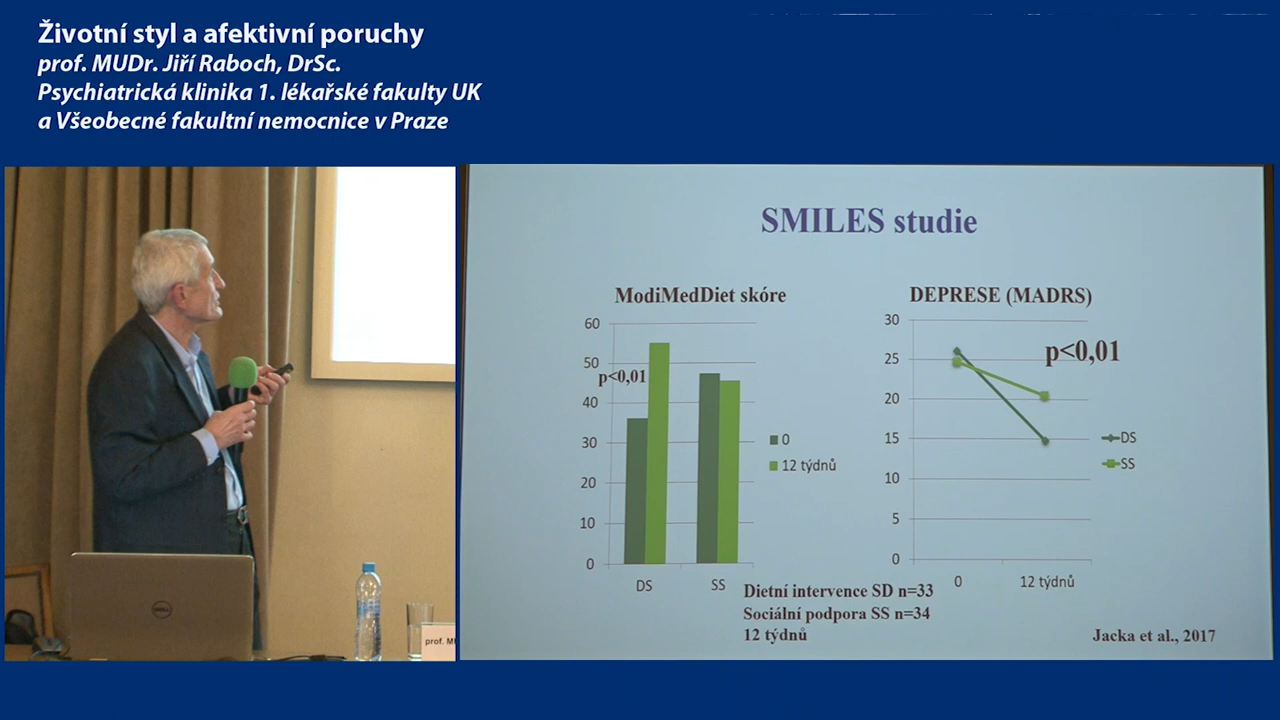 Životní styl a afektivní poruchy
prof. MUDr. Jiří Raboch, DrSc.
Psychiatrická klinika 1. lékařské fakulty UK
a Všeobecné fakultní nemocnice v Praze
SMILES studie
ModiMedDiet skóre
60
50
40
30
20
10
0
p<0,01
DS
SS
0
12 týdnů
DEPRESE (MADRS)
30
25
20
15
10
5
0
p<0,01
0
12 týdnů
DS
SS
Dietní intervence SD n=33
Sociální podpora SS n=34
12 týdnů
Jacka et al., 2017
DELL
prof.